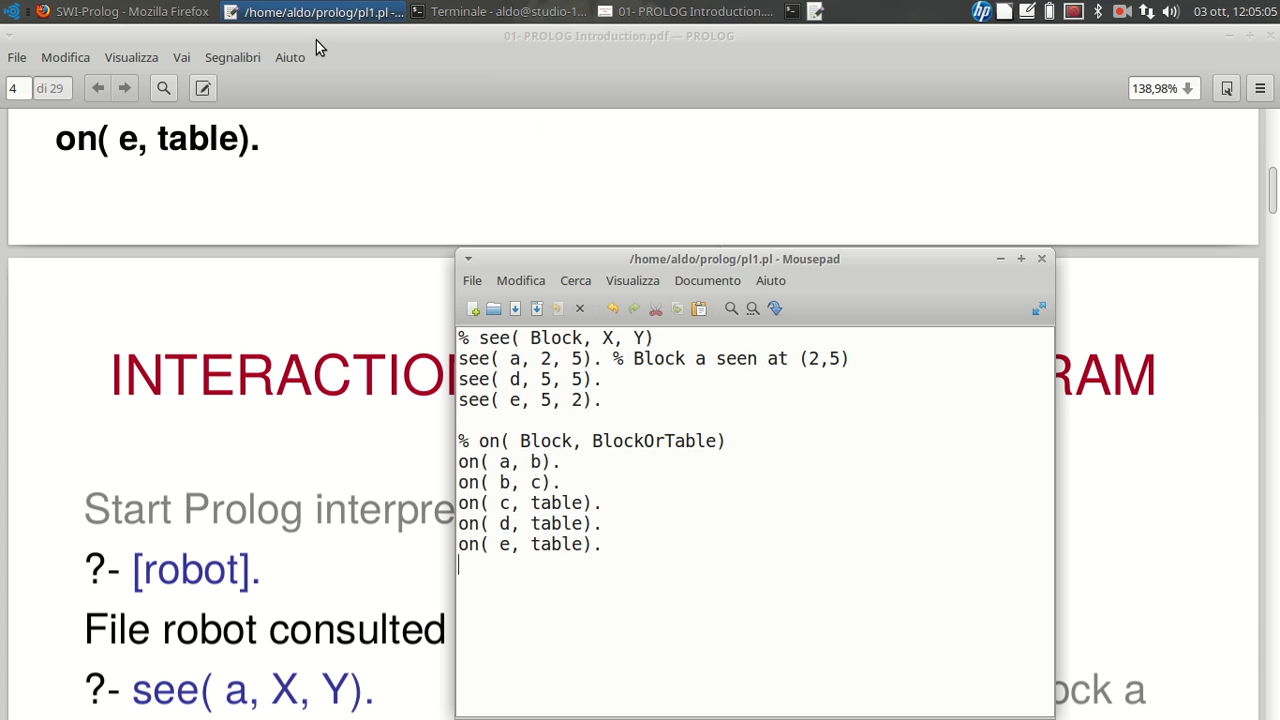 SWI-Prolog - Mozilla Firefox
/home/aldo/prolog/pl1.pl -...
Terminale - aldo@studio-1...
01- PROLOG Introduction....
hp
03 ott, 12:05:05
01- PROLOG Introduction.pdf — PROLOG
File Modifica Visualizza Vai Segnalibri Aiuto
4 di 29
138,98%
on( e, table).
INTERACTIO
RAM
Start Prolog interpre
?- [robot].
File robot consulted
?- see( a, X, Y).
ock a
/home/aldo/prolog/pl1.pl - Mousepad
File Modifica Cerca Visualizza Documento Aiuto
% see( Block, X, Y)
see( a, 2, 5). % Block a seen at (2,5)
see( d, 5, 5).
see( e, 5, 2).
% on( Block, BlockOrTable)
on( a, b).
on( b, c).
on( c, table).
on( d, table).
on( e, table).